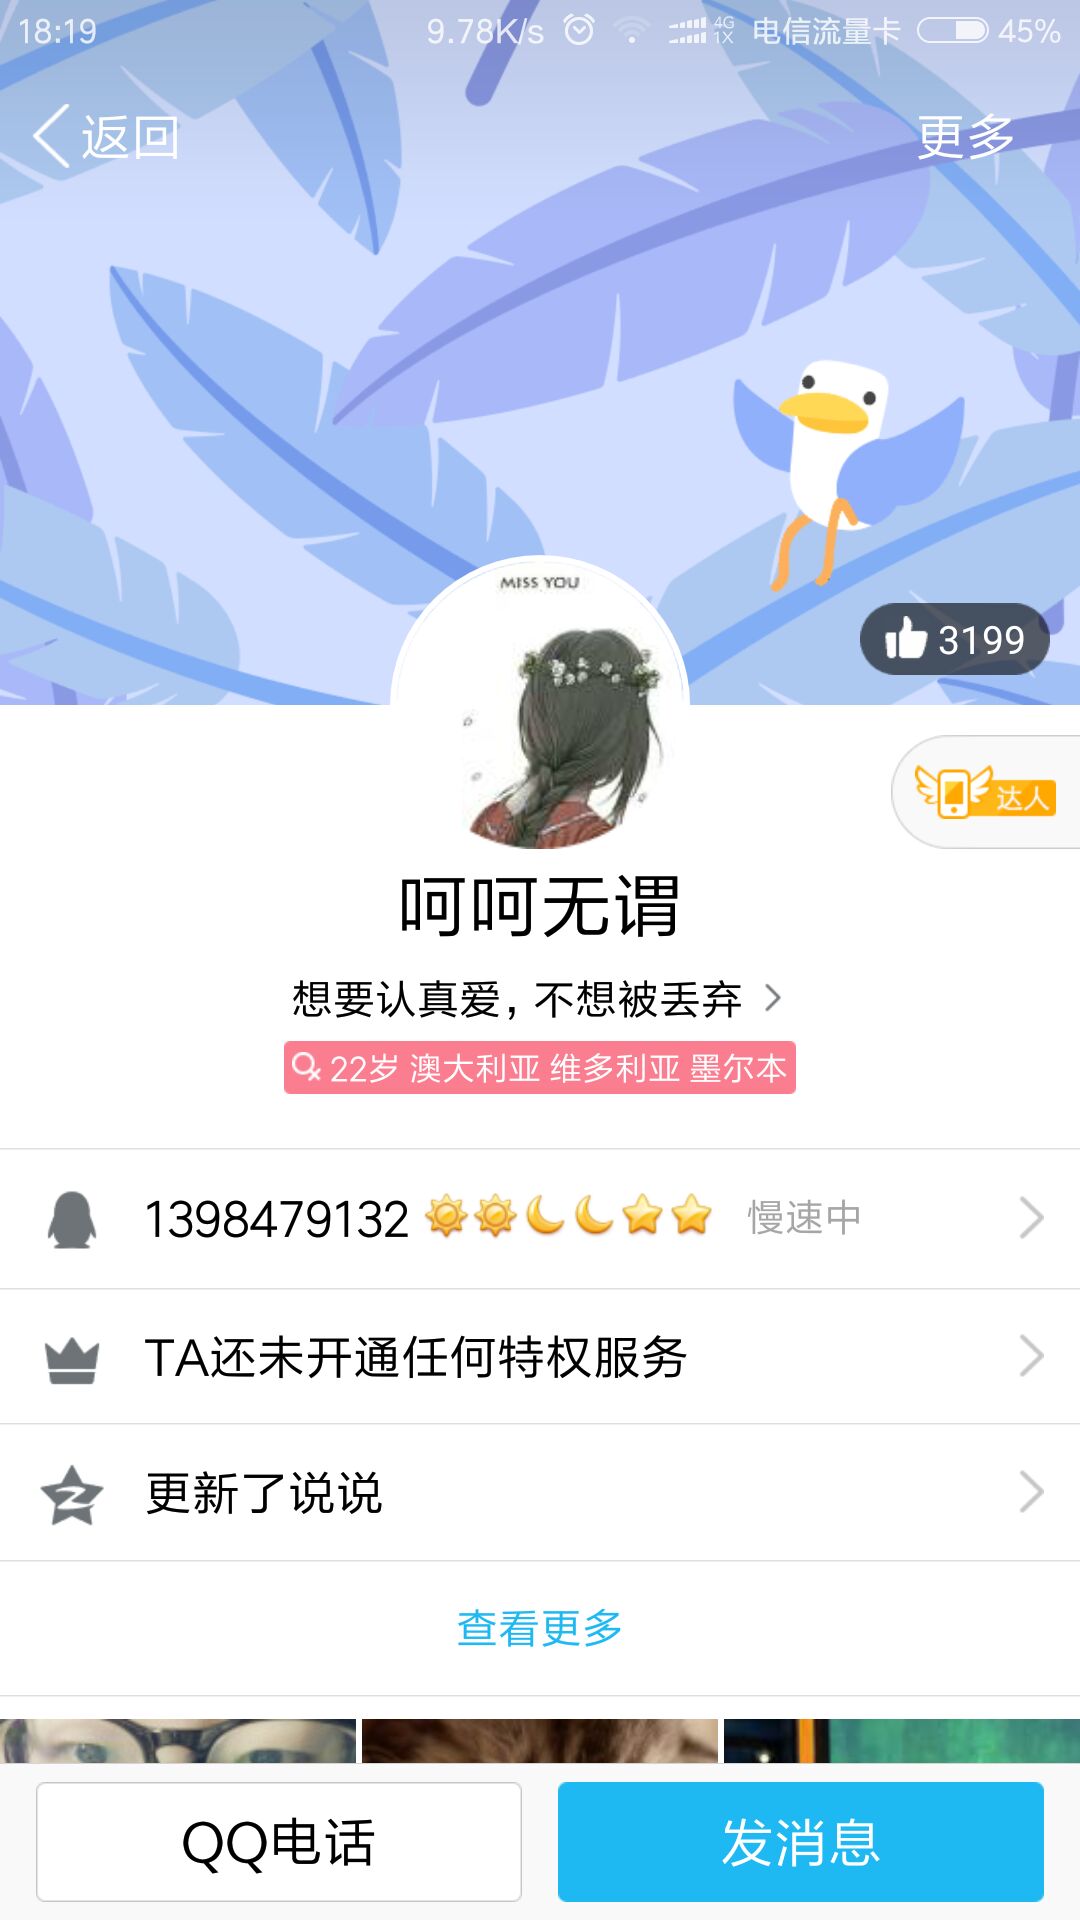 18:19
9.78K/s 4G 1X 电信流量卡 45%
返回
更多
MISS YOU
3199
达人
呵呵无谓
想要认真爱，不想被丢弃
22岁 澳大利亚 维多利亚 墨尔本
1398479132 慢速中
TA还未开通任何特权服务
更新了说说
查看更多
QQ电话
发消息